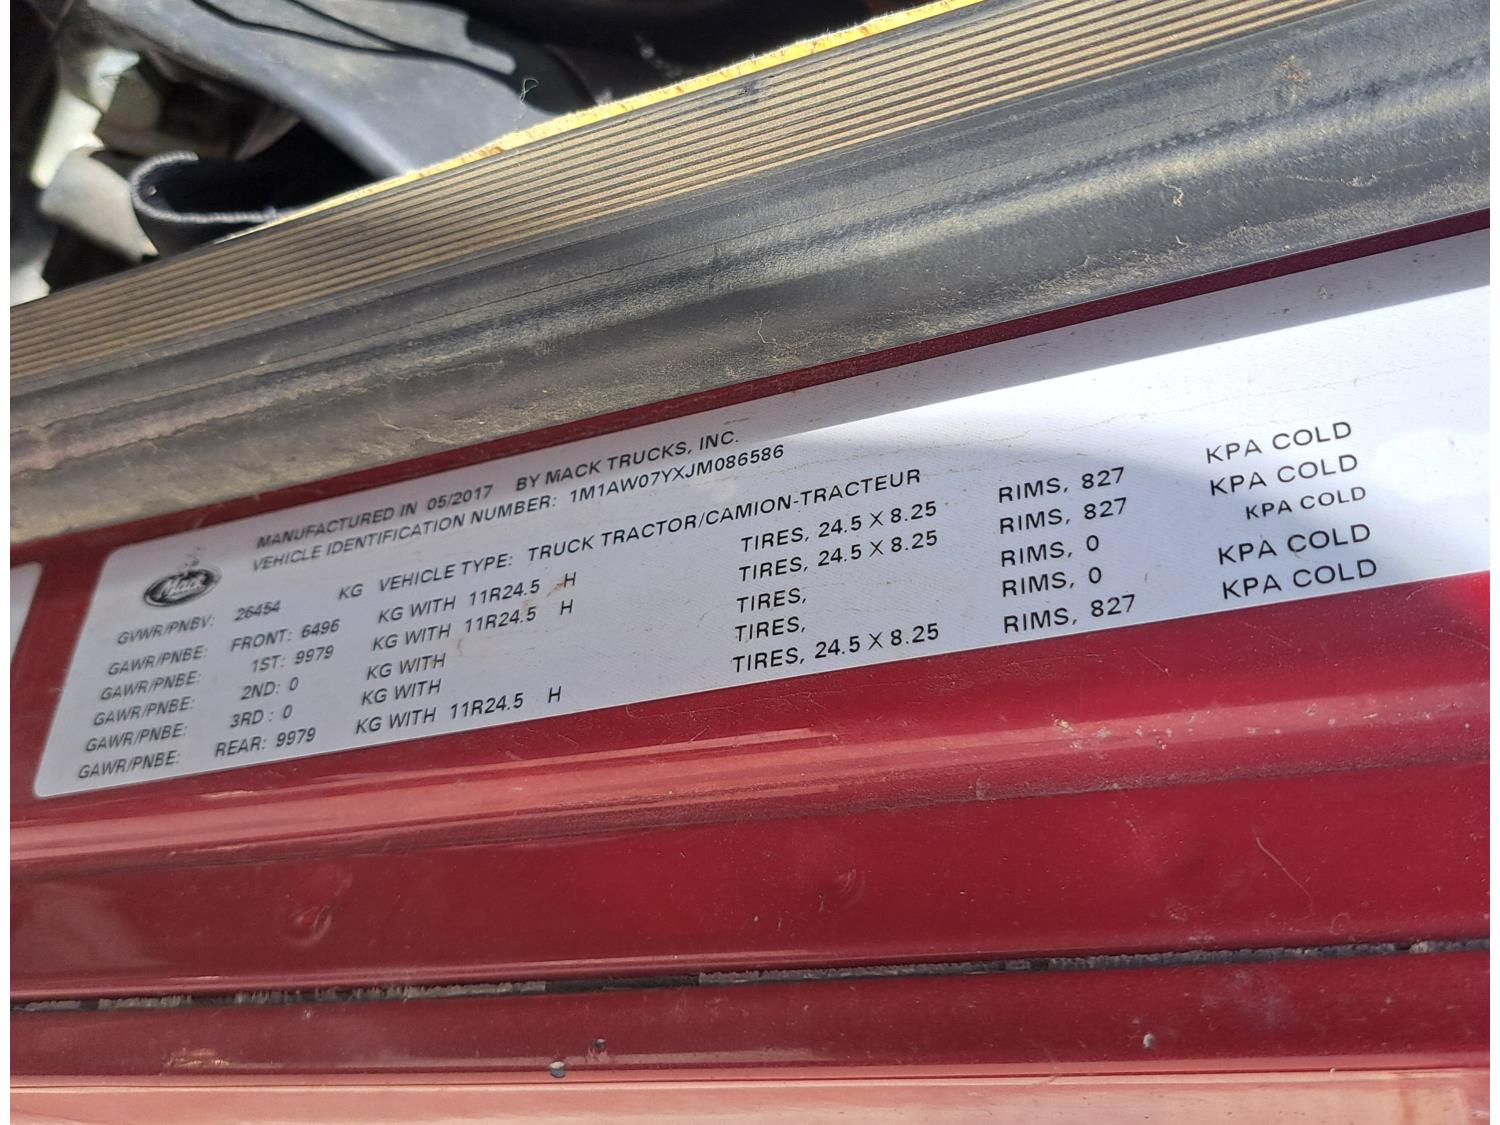 MANUFACTURED IN 05/2017 BY MACK TRUCKS, INC.
VEHICLE IDENTIFICATION NUMBER: 1M1AW07YXJM086586
Mack
GVWR/PNBV: 26454 KG VEHICLE TYPE: TRUCK TRACTOR/CAMION-TRACTEUR
GAWR/PNBE: FRONT: 6496 KG WITH 11R24.5 H TIRES, 24.5 X 8.25 RIMS, 827 KPA COLD
GAWR/PNBE: 1ST: 9979 KG WITH 11R24.5 H TIRES, 24.5 X 8.25 RIMS, 827 KPA COLD
GAWR/PNBE: 2ND: 0 KG WITH TIRES, RIMS, 0 KPA COLD
GAWR/PNBE: 3RD : 0 KG WITH TIRES, RIMS, 0 KPA COLD
GAWR/PNBE: REAR: 9979 KG WITH 11R24.5 H TIRES, 24.5 X 8.25 RIMS, 827 KPA COLD